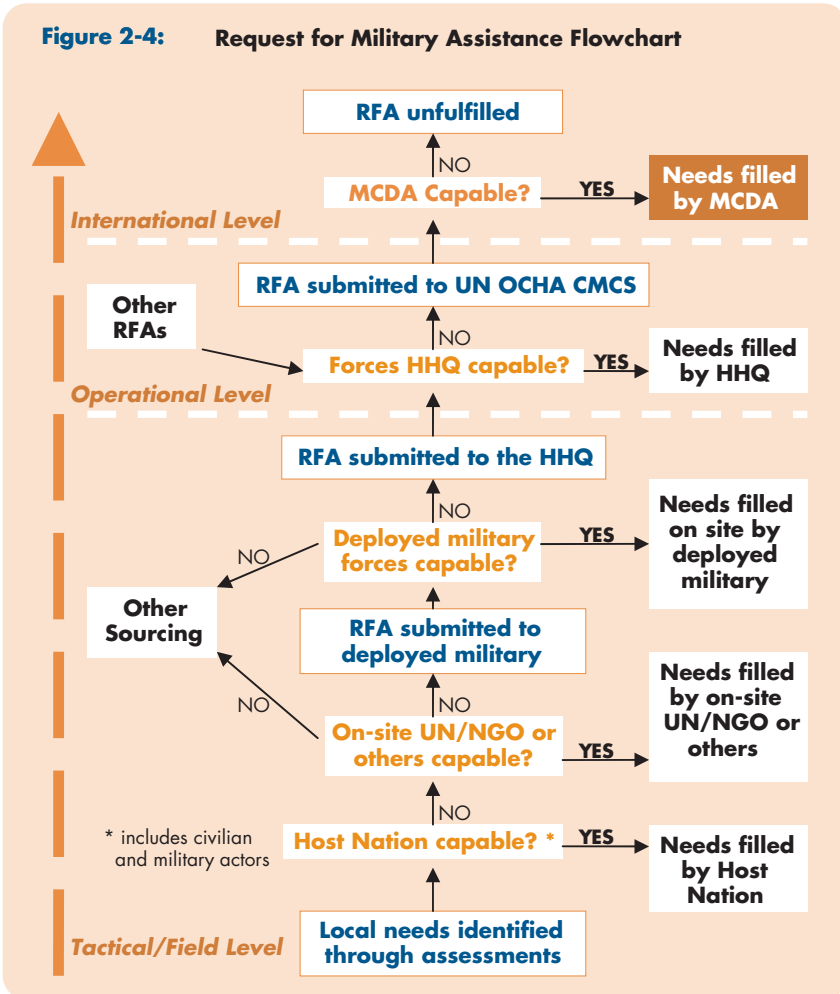 Figure 2-4: Request for Military Assistance Flowchart
RFA unfulfilled
NO
MCDA Capable?
YES
Needs filled
by MCDA
International Level
RFA submitted to UN OCHA CMCS
Other
RFAs
NO
Forces HHQ capable?
YES
Needs filled
by HHQ
Operational Level
RFA submitted to the HHQ
NO
Deployed military
forces capable?
YES
Needs filled
on site by
deployed
military
NO
Other
Sourcing
RFA submitted to
deployed military
NO
NO
On-site UN/NGO or
others capable?
YES
Needs filled
by on-site
UN/NGO or
others
NO
* includes civilian
and military actors
Host Nation capable? *
YES
Needs filled
by Host
Nation
Local needs identified
through assessments
Tactical/Field Level